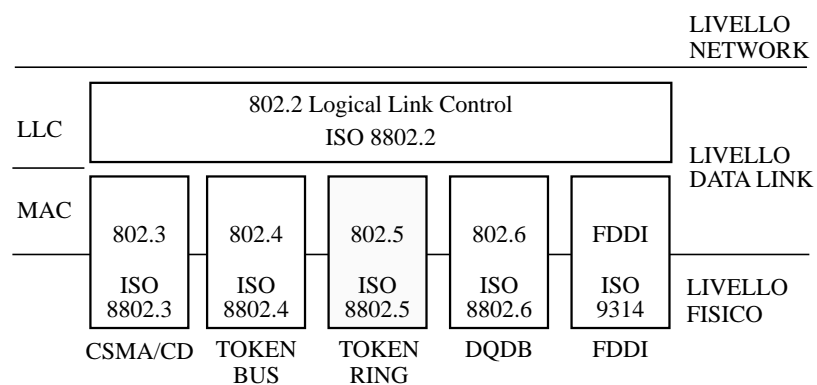 LIVELLO
NETWORK
802.2 Logical Link Control
ISO 8802.2
LLC
LIVELLO
DATA LINK
MAC
802.3
802.4
802.5
802.6
FDDI
ISO
8802.3
ISO
8802.4
ISO
8802.5
ISO
8802.6
ISO
9314
LIVELLO
FISICO
CSMA/CD
TOKEN
BUS
TOKEN
RING
DQDB
FDDI